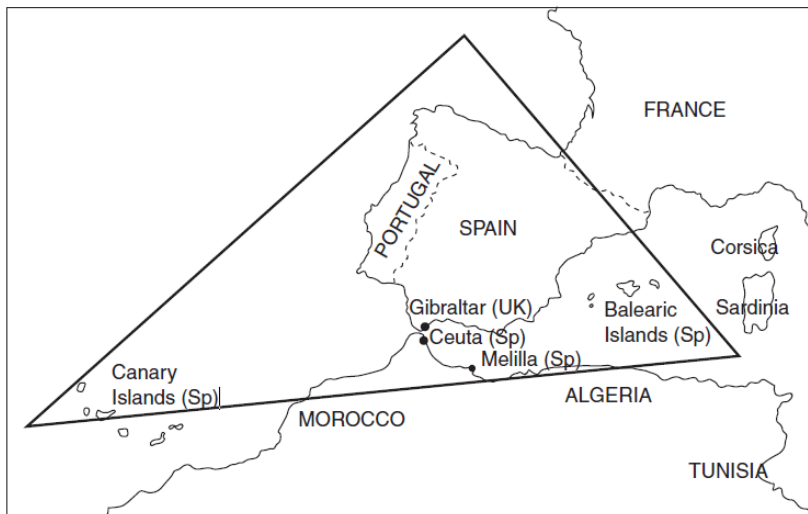 FRANCE
PORTUGAL
SPAIN
Corsica
Gibraltar (UK)
Balearic
Islands (Sp)
Sardinia
Ceuta (Sp)
Melilla (Sp)
Canary
Islands (Sp)
ALGERIA
MOROCCO
TUNISIA